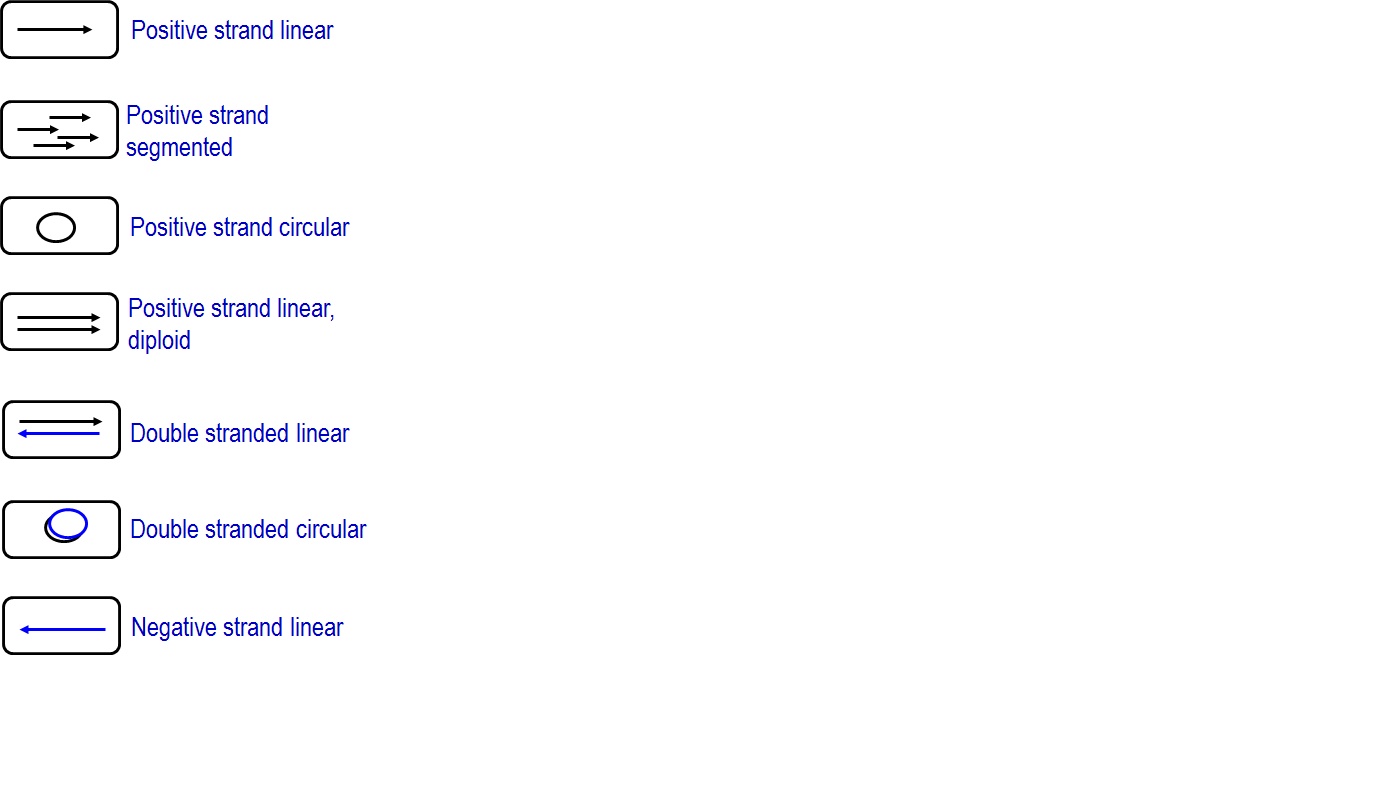 Positive strand linear
Positive strand
segmented
Positive strand circular
Positive strand linear,
diploid
Double stranded linear
Double stranded circular
Negative strand linear